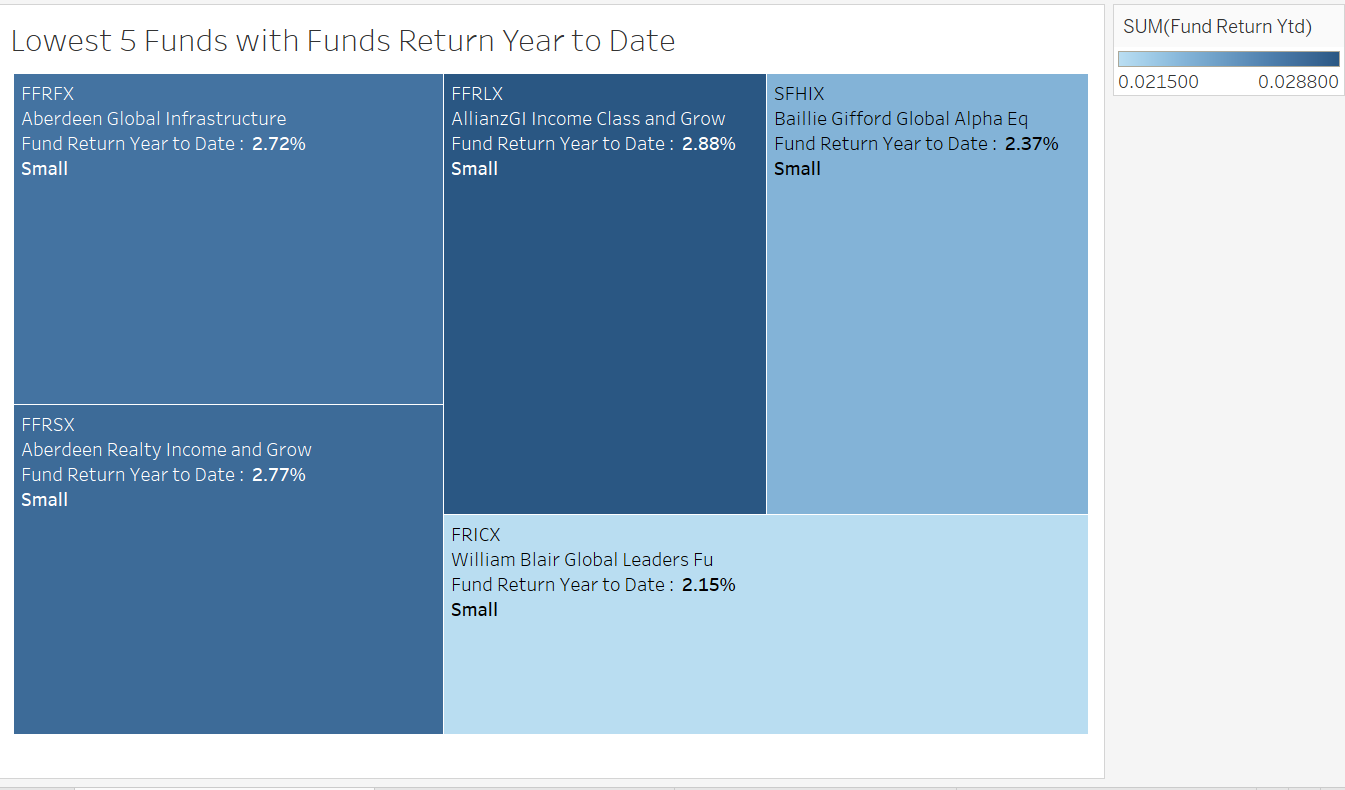 Lowest 5 Funds with Funds Return Year to Date
FFRFX
Aberdeen Global Infrastructure
Fund Return Year to Date : 2.72%
Small
FFRLX
AllianzGI Income Class and Grow
Fund Return Year to Date : 2.88%
Small
SFHIX
Baillie Gifford Global Alpha Eq
Fund Return Year to Date : 2.37%
Small
FFRSX
Aberdeen Realty Income and Grow
Fund Return Year to Date : 2.77%
Small
FRICX
William Blair Global Leaders Fu
Fund Return Year to Date : 2.15%
Small
SUM(Fund Return Ytd)
0.021500 0.028800